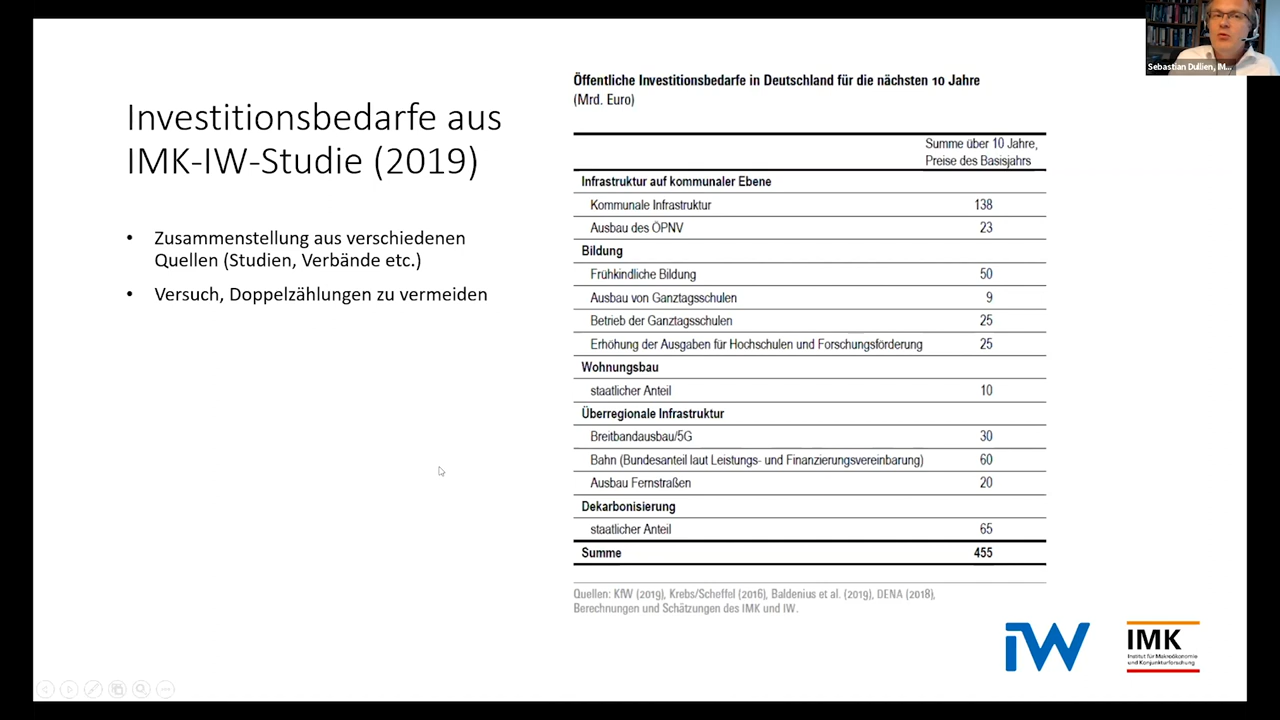 Sebastian Dullien, IM...
Investitionsbedarfe aus
IMK-IW-Studie (2019)
• Zusammenstellung aus verschiedenen
Quellen (Studien, Verbände etc.)
• Versuch, Doppelzählungen zu vermeiden
Öffentliche Investitionsbedarfe in Deutschland für die nächsten 10 Jahre
(Mrd. Euro)
Summe über 10 Jahre,
Preise des Basisjahrs
Infrastruktur auf kommunaler Ebene
Kommunale Infrastruktur 138
Ausbau des ÖPNV 23
Bildung
Frühkindliche Bildung 50
Ausbau von Ganztagsschulen 9
Betrieb der Ganztagsschulen 25
Erhöhung der Ausgaben für Hochschulen und Forschungsförderung 25
Wohnungsbau
staatlicher Anteil 10
Überregionale Infrastruktur
Breitbandausbau/5G 30
Bahn (Bundesanteil laut Leistungs- und Finanzierungsvereinbarung) 60
Ausbau Fernstraßen 20
Dekarbonisierung
staatlicher Anteil 65
Summe 455
Quellen: KfW (2019), Krebs/Scheffel (2016), Baldenius et al. (2019), DENA (2018),
Berechnungen und Schätzungen des IMK und IW.
iW
IMK
Institut für Makroökonomie
und Konjunkturforschung